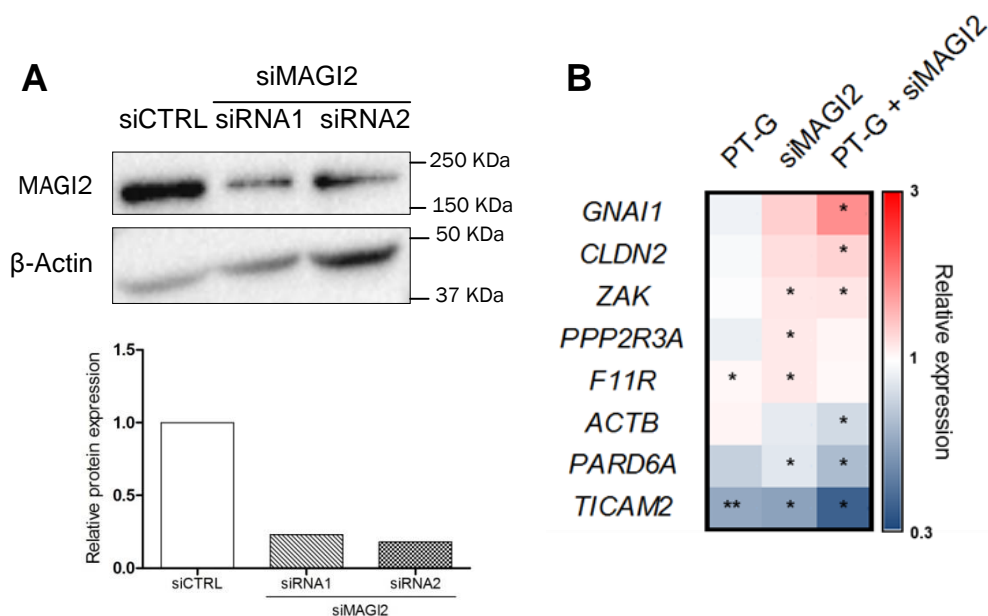 A
siMAGI2
siCTRL siRNA1 siRNA2
MAGI2
250 KDa
150 KDa
β-Actin
50 KDa
37 KDa
Relative protein expression
1.5
1.0
0.5
0.0
siCTRL siRNA1 siRNA2
siMAGI2
B
PT-G
siMAGI2
PT-G + siMAGI2
GNAI1 *
CLDN2 *
ZAK * *
PPP2R3A *
F11R * *
ACTB *
PARD6A * *
TICAM2 ** * *
3
1
0.3
Relative expression